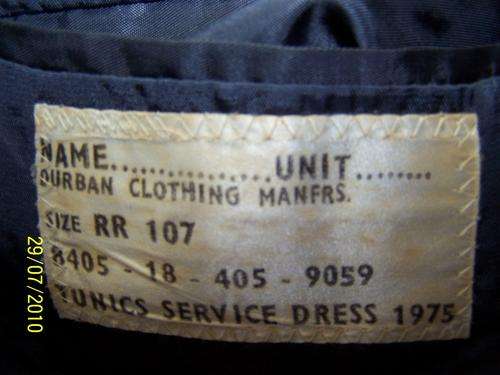 NAME..............UNIT........
DURBAN CLOTHING MANFRS.
SIZE RR 107
8405 - 18 - 405 - 9059
TUNICS SERVICE DRESS 1975
29/07/2010